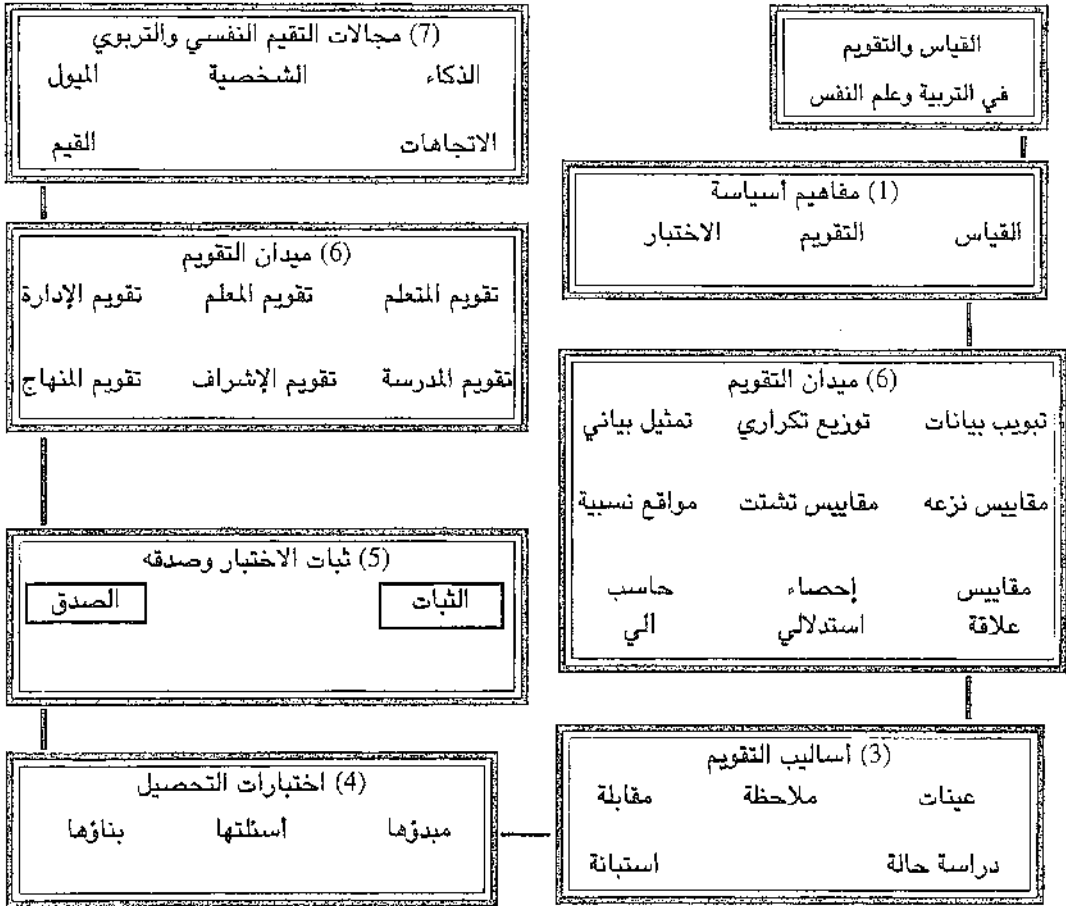 القياس والتقويم
في التربية وعلم النفس
(1) مفاهيم أسياسة
القياس التقويم الاختبار
(6) ميدان التقويم
تبويب بيانات توزيع تكراري تمثيل بياني
مقاييس نزعه مقاييس تشتت مواقع نسبية
مقاييس إحصاء حاسب
علاقة استدلالي الي
(3) أساليب التقويم
عينات ملاحظة مقابلة
دراسة حالة استبانة
(4) اختبارات التحصيل
مبدؤها أسئلتها بناؤها
(5) ثبات الاختبار وصدقه
الثبات الصدق
(6) ميدان التقويم
تقويم المتعلم تقويم المعلم تقويم الإدارة
تقويم المدرسة تقويم الإشراف تقويم المنهاج
(7) مجالات التقيم النفسي والتربوي
الذكاء الشخصية الميول
الاتجاهات القيم